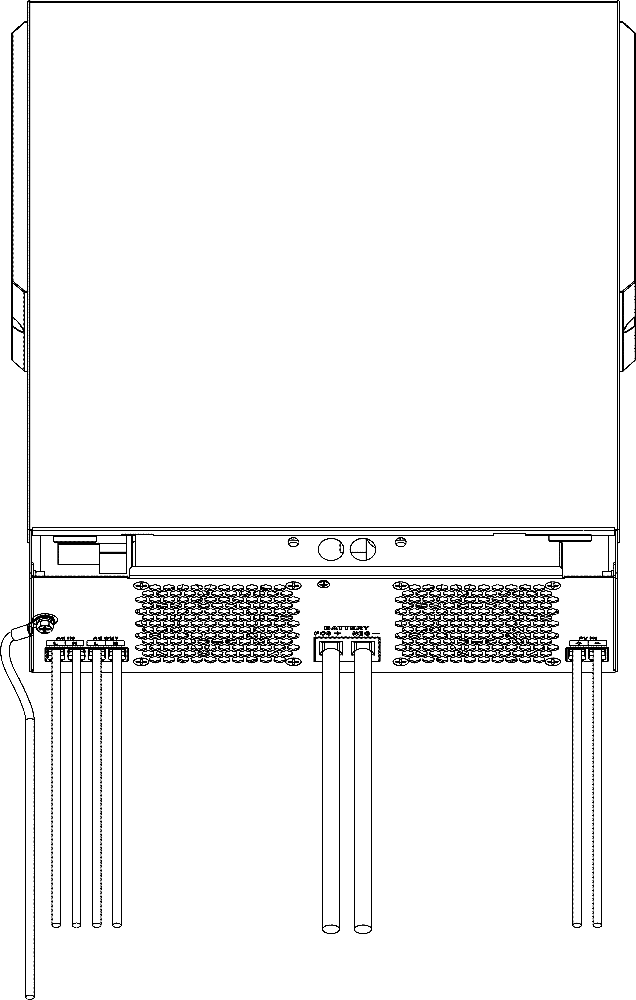 BATTERY
POS + NEG −
AC IN AC OUT
L N L N
PV IN
+ −